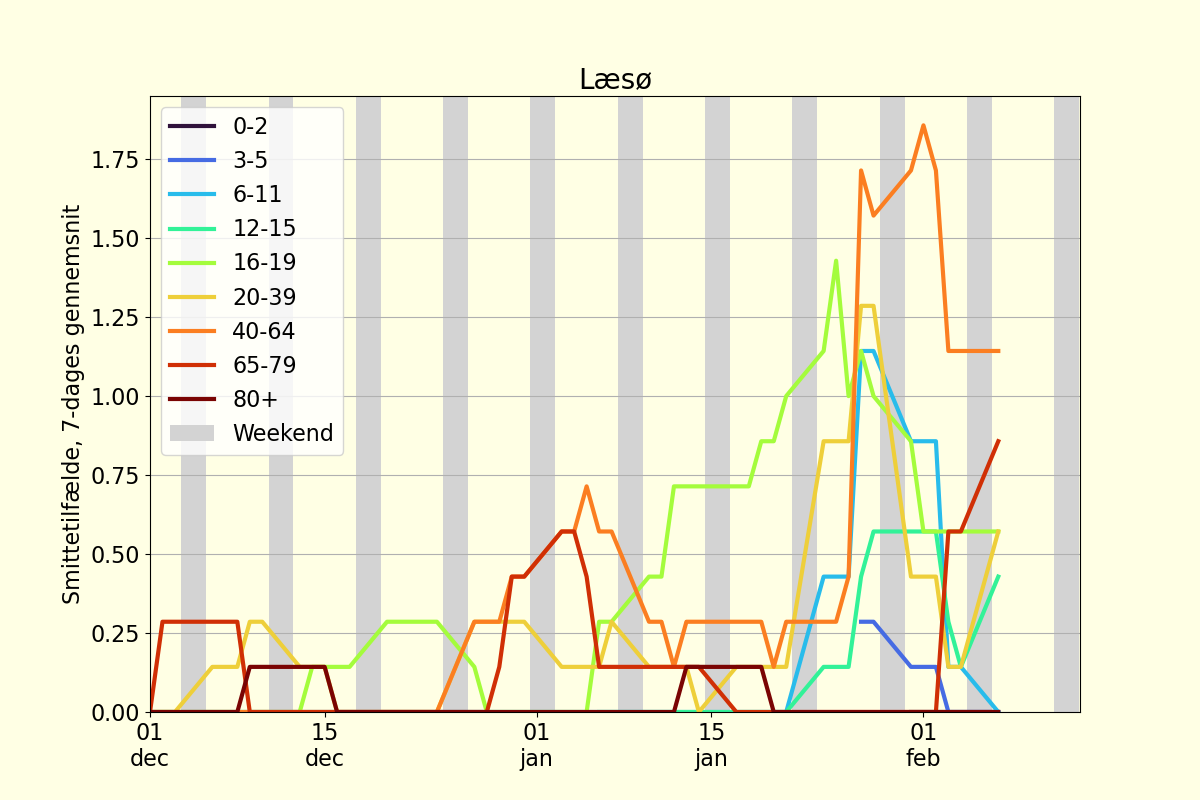 Læsø
Smittetilfælde, 7-dages gennemsnit
1.75
1.50
1.25
1.00
0.75
0.50
0.25
0.00
0-2
3-5
6-11
12-15
16-19
20-39
40-64
65-79
80+
Weekend
01 dec
15 dec
01 jan
15 jan
01 feb